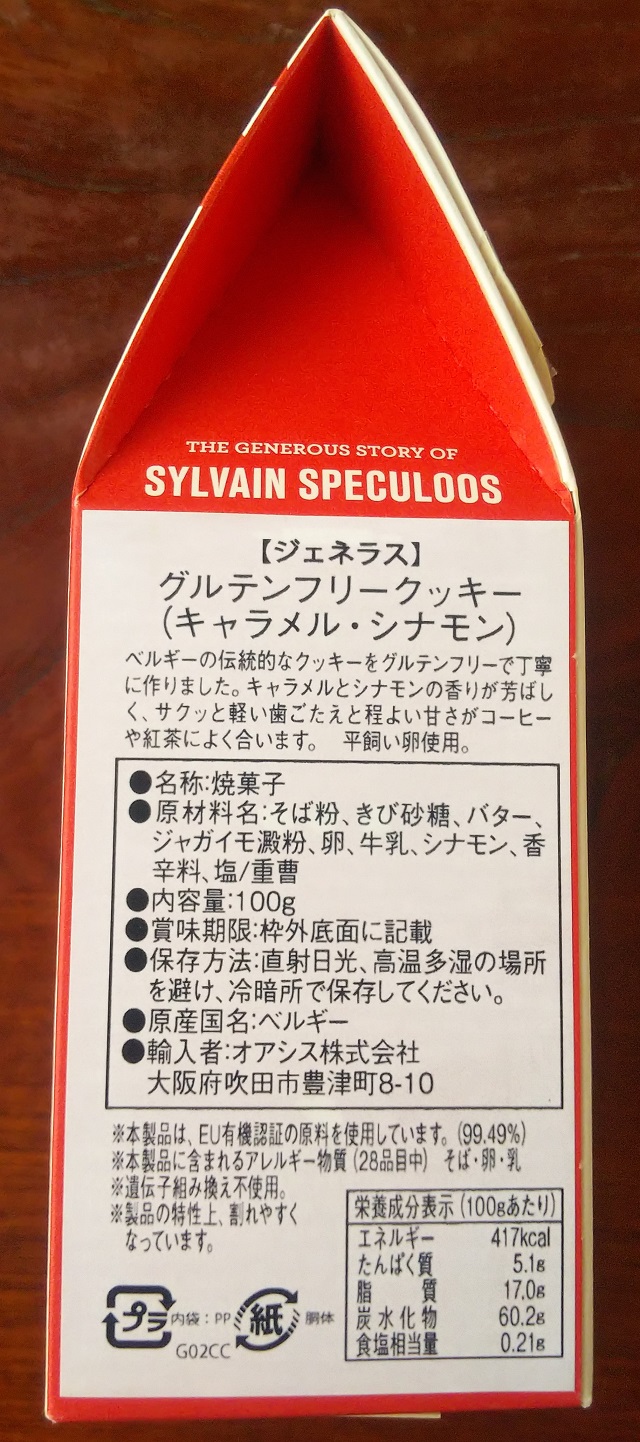 THE GENEROUS STORY OF
SYLVAIN SPECULOOS
【ジェネラス】
グルテンフリークッキー
(キャラメル・シナモン)
ベルギーの伝統的なクッキーをグルテンフリーで丁寧
に作りました。キャラメルとシナモンの香りが芳ばし
く、サクッと軽い歯ごたえと程よい甘さがコーヒー
や紅茶によく合います。 平飼い卵使用。
●名称:焼菓子
●原材料名:そば粉、きび砂糖、バター、
ジャガイモ澱粉、卵、牛乳、シナモン、香
辛料、塩/重曹
●内容量:100g
●賞味期限:枠外底面に記載
●保存方法:直射日光、高温多湿の場所
を避け、冷暗所で保存してください。
●原産国名:ベルギー
●輸入者:オアシス株式会社
大阪府吹田市豊津町8-10
※本製品は、EU有機認証の原料を使用しています。(99.49%)
※本製品に含まれるアレルギー物質(28品目中) そば・卵・乳
※遺伝子組み換え不使用。
※製品の特性上、割れやすく
なっています。
栄養成分表示(100gあたり)
エネルギー 417kcal
たんぱく質 5.1g
脂質 17.0g
炭水化物 60.2g
食塩相当量 0.21g
プラ 内袋:PP 紙 胴体
G02CC